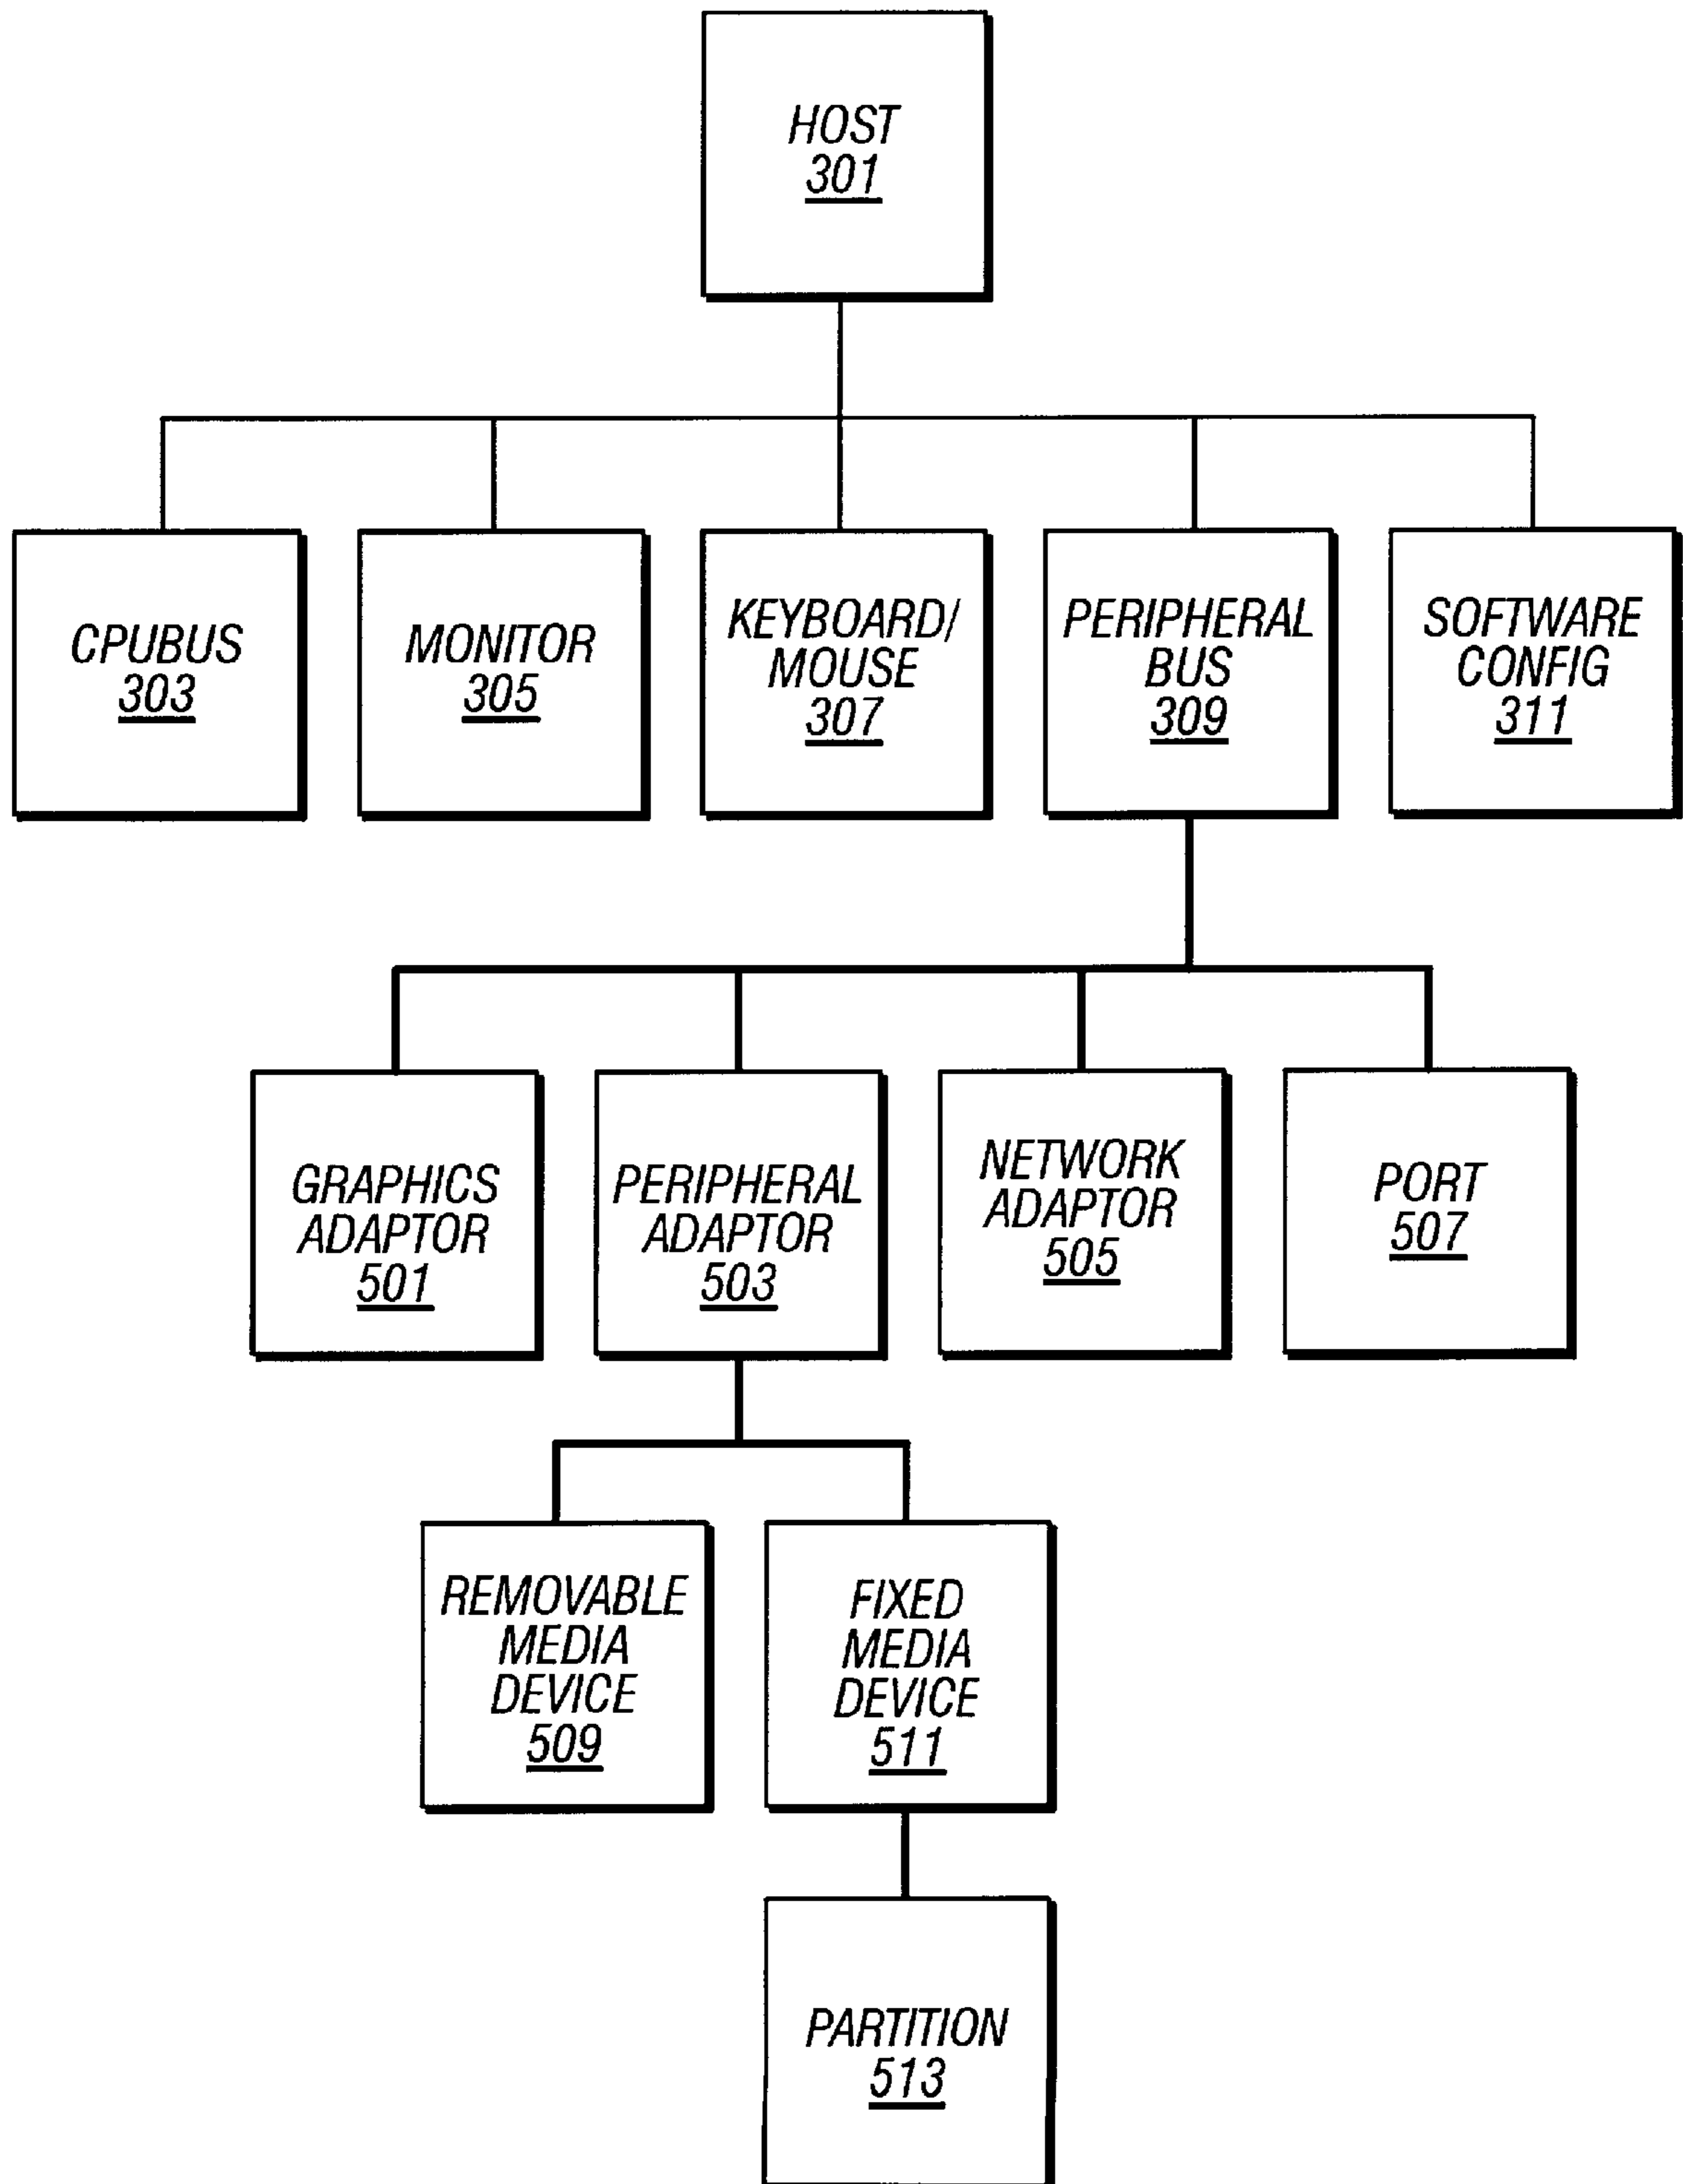 HOST
301
CPUBUS
303
MONITOR
305
KEYBOARD/
MOUSE
307
PERIPHERAL
BUS
309
SOFTWARE
CONFIG
311
GRAPHICS
ADAPTOR
501
PERIPHERAL
ADAPTOR
503
NETWORK
ADAPTOR
505
PORT
507
REMOVABLE
MEDIA
DEVICE
509
FIXED
MEDIA
DEVICE
511
PARTITION
513